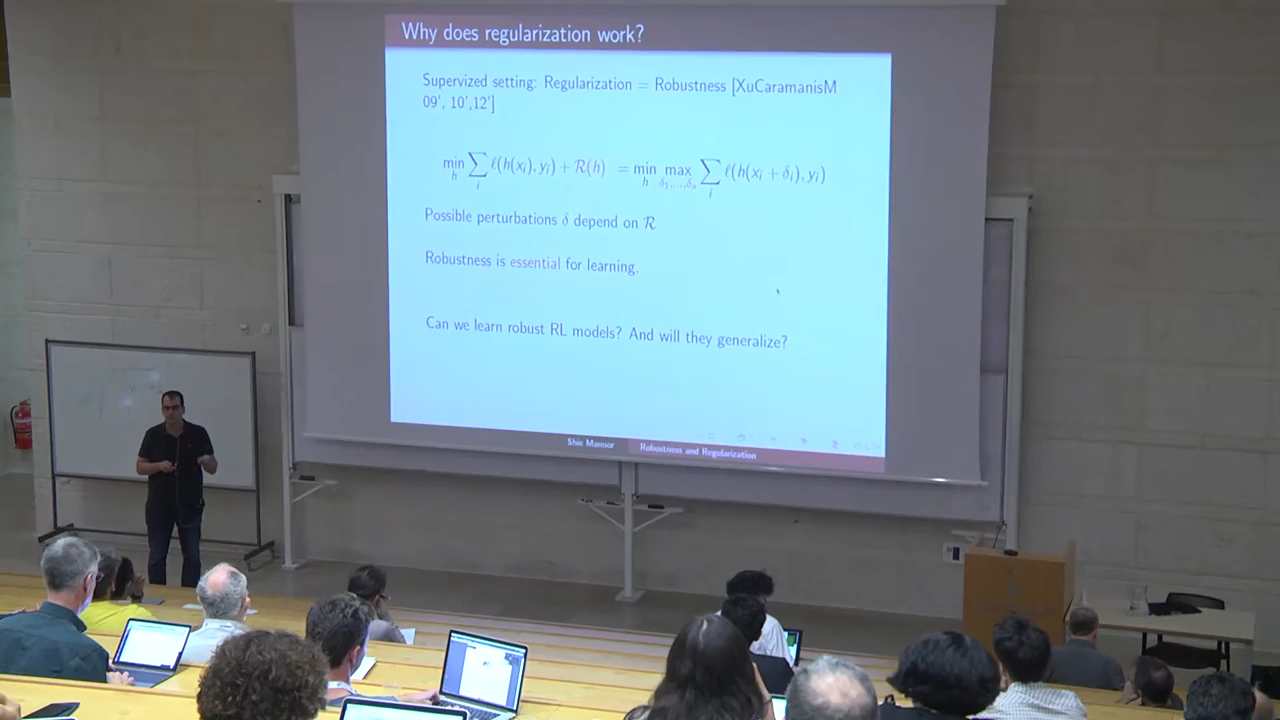 Why does regularization work?
Supervized setting: Regularization = Robustness [XuCaramanisM
09', 10',12']
min_h ∑_i ℓ(h(x_i), y_i) + R(h) = min_h max_{δ_1,...,δ_n} ∑_i ℓ(h(x_i + δ_i), y_i)
Possible perturbations δ depend on R
Robustness is essential for learning.
Can we learn robust RL models? And will they generalize?
Shie Mannor Robustness and Regularization